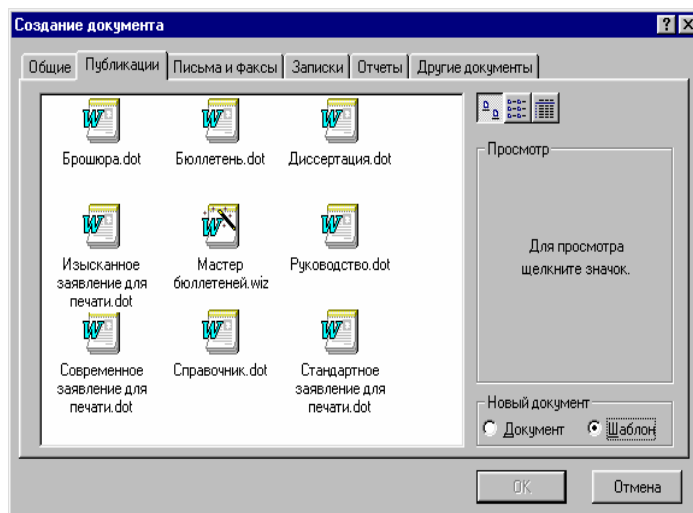 Создание документа
Общие Публикации Письма и факсы Записки Отчеты Другие документы
Брошюра.dot Бюллетень.dot Диссертация.dot
Изысканное
заявление для
печати.dot
Мастер
бюллетеней.wiz
Руководство.dot
Современное
заявление для
печати.dot
Справочник.dot
Стандартное
заявление для
печати.dot
Просмотр
Для просмотра
щелкните значок.
Новый документ
Документ Шаблон
OK Отмена